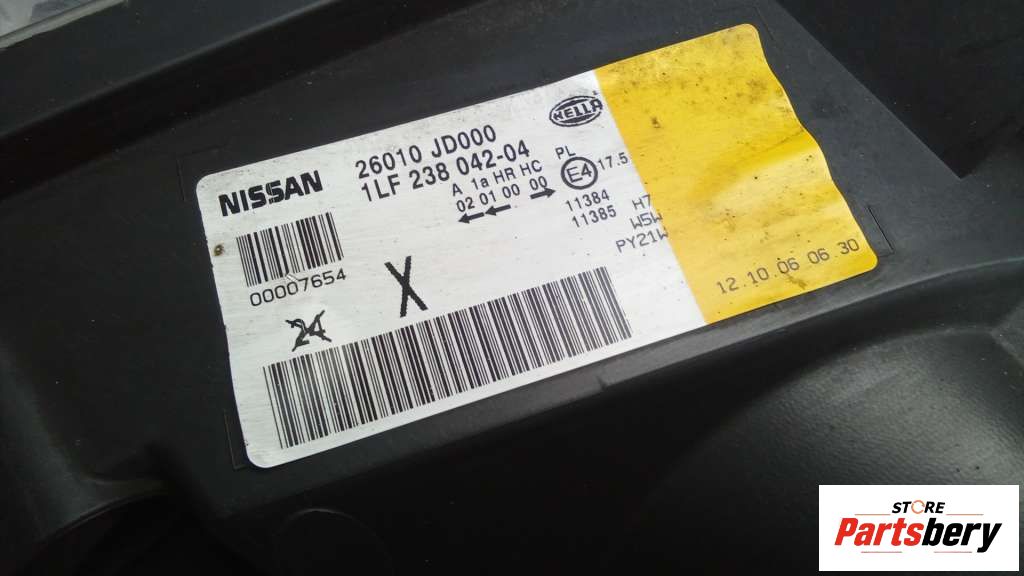 NISSAN
26010 JD000
1LF 238 042-04
HELLA
A 1a HR HC PL
02 01 00 00 E4 17.5
11384
11385
H7
W5W
PY21W
00007654
24
X
12.10.06 06.30
STORE
Partsbery